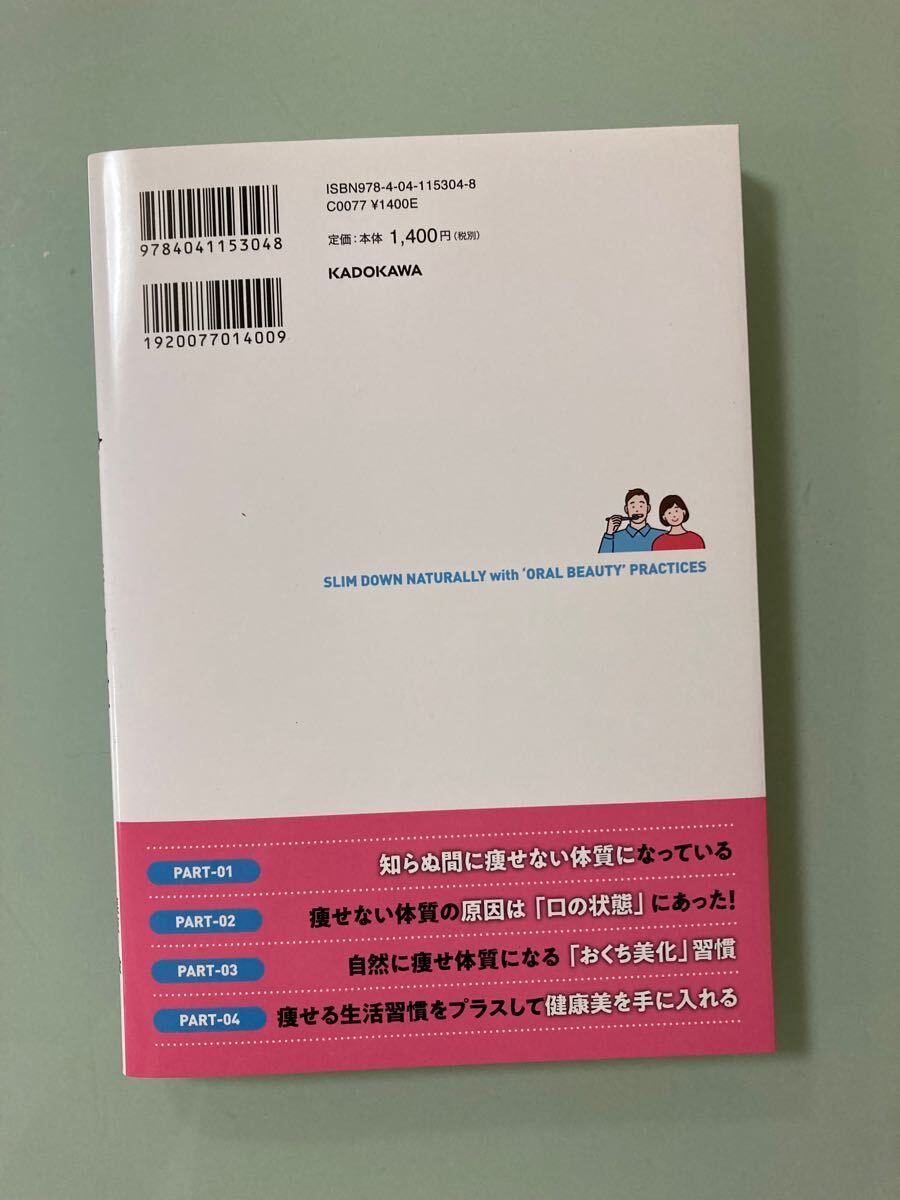 ISBN978-4-04-115304-8
C0077 ¥1400E
9784041153048
定価:本体 1,400円(税別)
KADOKAWA
1920077014009
SLIM DOWN NATURALLY with ‘ORAL BEAUTY’ PRACTICES
PART-01 知らぬ間に痩せない体質になっている
PART-02 痩せない体質の原因は「口の状態」にあった!
PART-03 自然に痩せ体質になる「おくち美化」習慣
PART-04 痩せる生活習慣をプラスして健康美を手に入れる